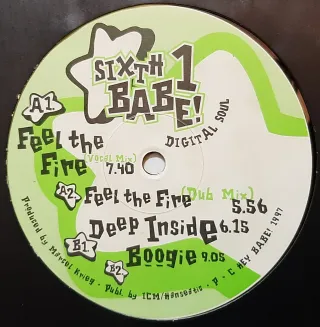 SIXTH 1
BABE!
DIGITAL SOUL
A1.
Feel the
Fire (Vocal Mix) 7.40
A2. Feel the Fire (Dub Mix) 5.56
Deep Inside 6.15
B1.
Boogie 9.05
B2.
Produced by Marcel Krieg - Publ. by ICM/Hanseatic - P + C HEY BABE! 1997